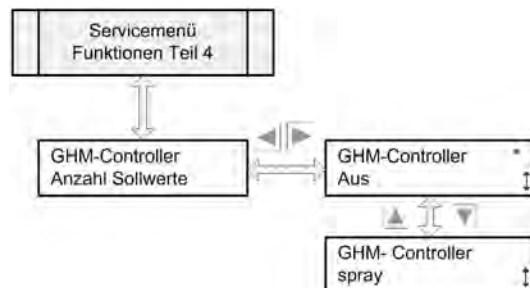 Servicemenü
Funktionen Teil 4
GHM-Controller
Anzahl Sollwerte
GHM-Controller *
Aus
GHM- Controller
spray